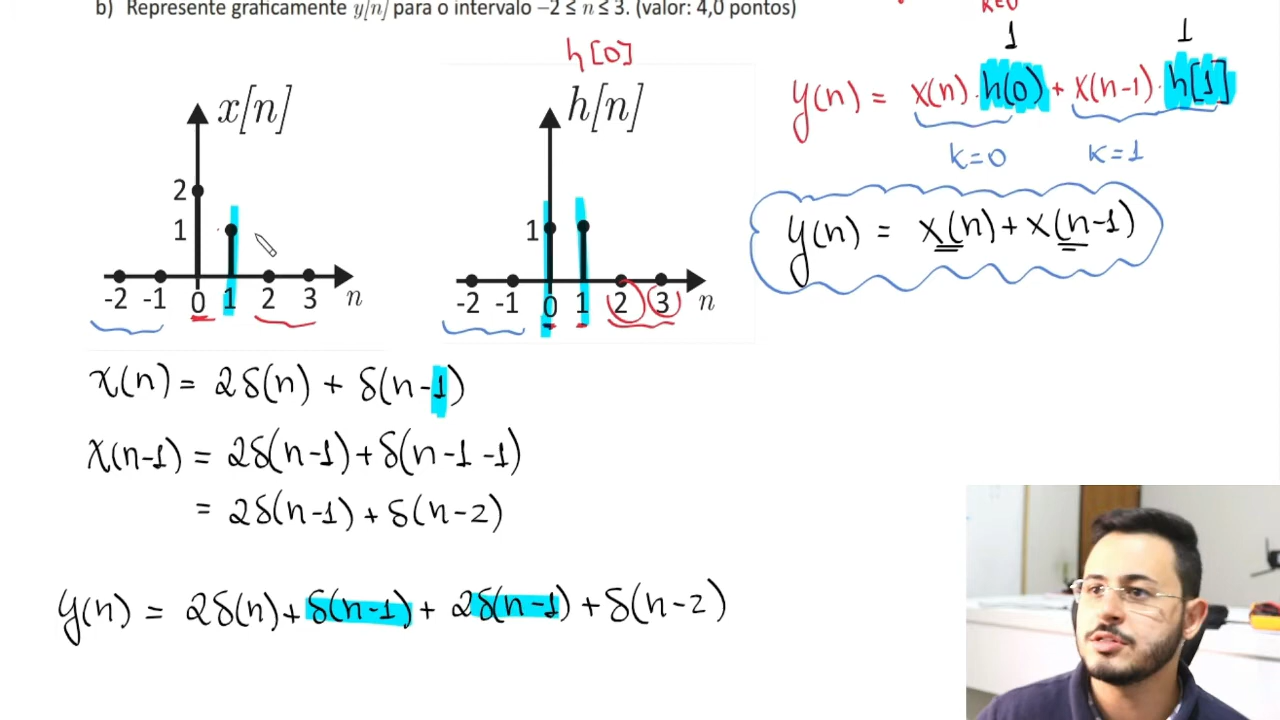 b) Represente graficamente y[n] para o intervalo −2 ≤ n ≤ 3. (valor: 4,0 pontos)
h[0]
x[n]
2
1
-2 -1 0 1 2 3 n
h[n]
1
-2 -1 0 1 2 3 n
1 1
y(n) = x(n) · h(0) + x(n-1) · h[1]
k=0 k=1
y(n) = x(n) + x(n-1)
x(n) = 2δ(n) + δ(n-1)
x(n-1) = 2δ(n-1) + δ(n-1-1)
= 2δ(n-1) + δ(n-2)
y(n) = 2δ(n) + δ(n-1) + 2δ(n-1) + δ(n-2)